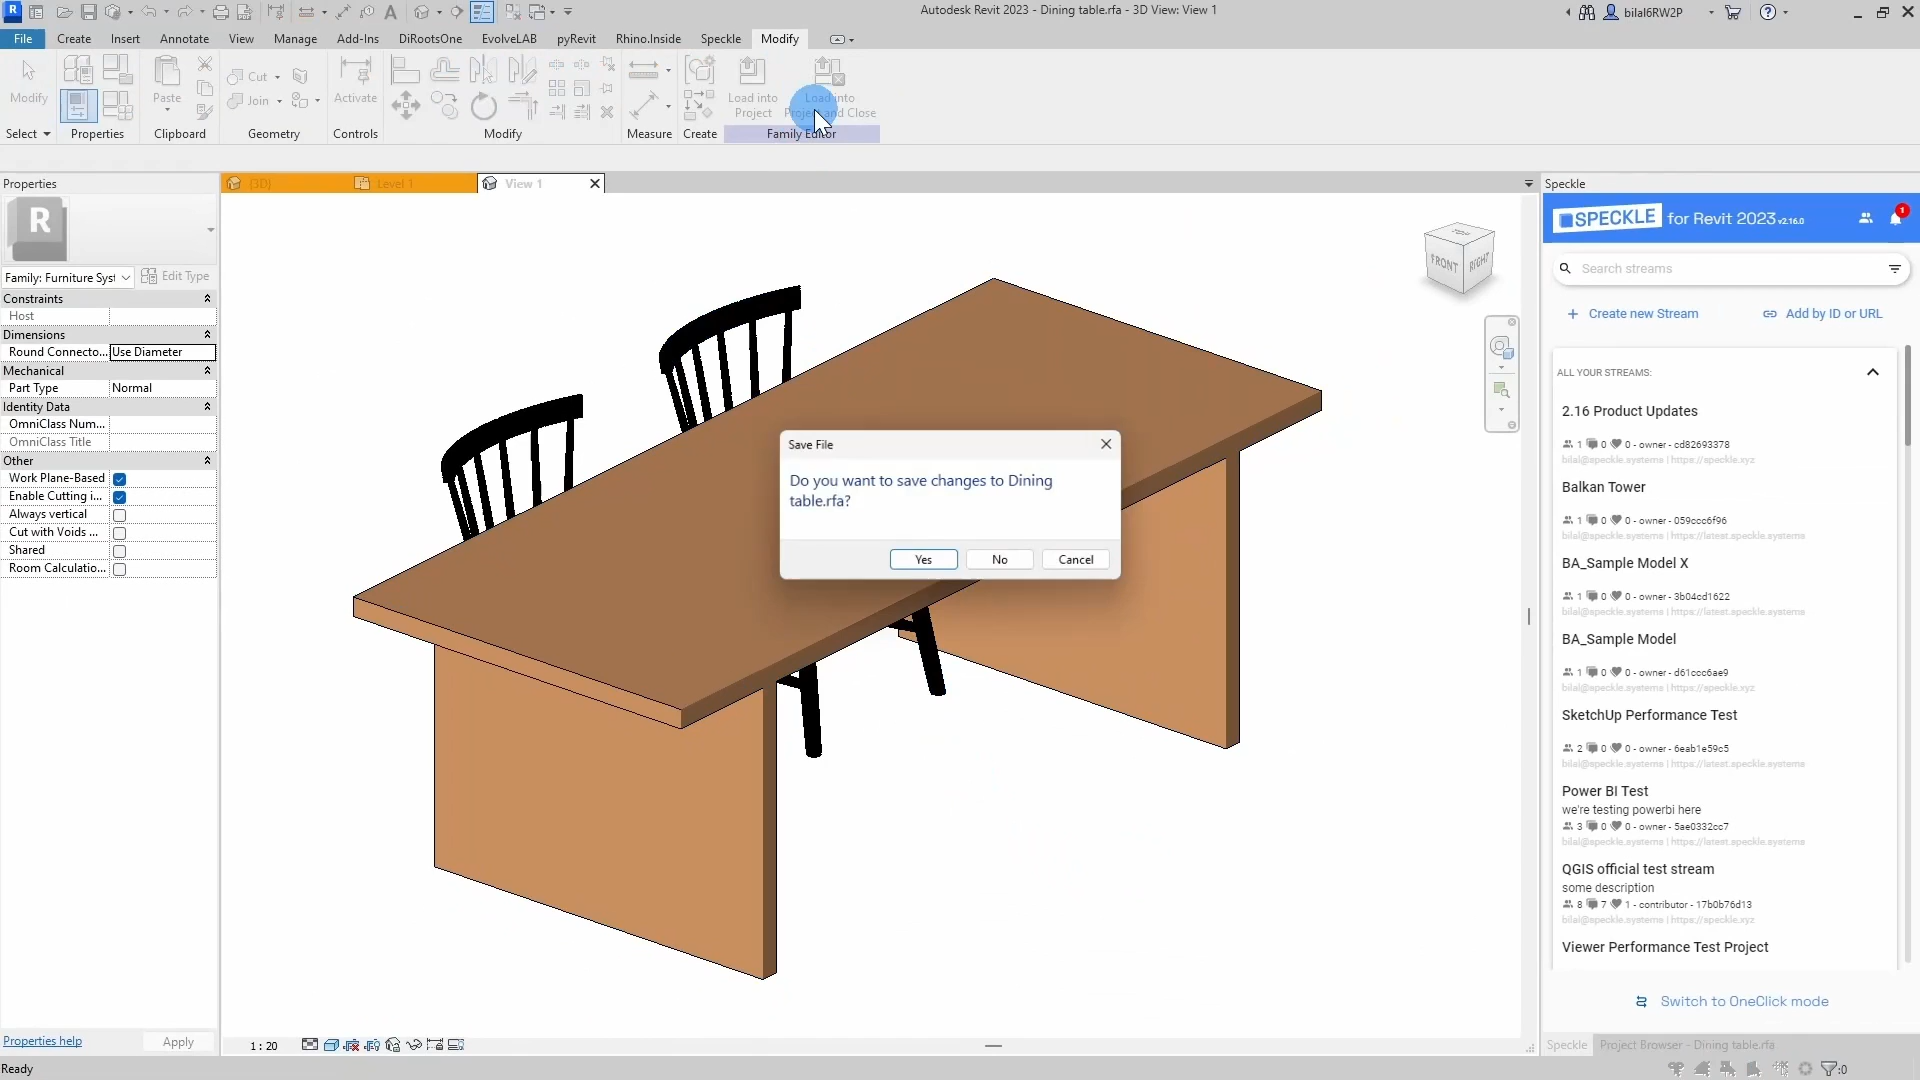 Autodesk Revit 2023 - Dining table.rfa - 3D View: View 1
bilal6RW2P
File
Create
Insert
Annotate
View
Manage
Add-Ins
DiRootsOne
EvolveLAB
pyRevit
Rhino.Inside
Speckle
Modify
Modify
Paste
Cut
Join
Activate
Load into
Project
Load into
Project and Close
Select
Properties
Clipboard
Geometry
Controls
Modify
Measure
Create
Family Editor
Properties
R
Family: Furniture Syst
Edit Type
Constraints
Host
Dimensions
Round Connecto... Use Diameter
Mechanical
Part Type Normal
Identity Data
OmniClass Num...
OmniClass Title
Other
Work Plane-Based
Enable Cutting i...
Always vertical
Cut with Voids ...
Shared
Room Calculatio...
Properties help
Apply
Ready
{3D}
Level 1
View 1
TOP
FRONT
RIGHT
Save File
Do you want to save changes to Dining
table.rfa?
Yes
No
Cancel
1 : 20
Speckle
SPECKLE for Revit 2023 v2.16.0
1
Search streams
Create new Stream
Add by ID or URL
ALL YOUR STREAMS:
2.16 Product Updates
1 0 0 - owner - cd82693378
bilal@speckle.systems | https://speckle.xyz
Balkan Tower
1 0 0 - owner - 059ccc6f96
bilal@speckle.systems | https://latest.speckle.systems
BA_Sample Model X
1 0 0 - owner - 3b04cd1622
bilal@speckle.systems | https://latest.speckle.systems
BA_Sample Model
1 0 0 - owner - d61ccc6ae9
bilal@speckle.systems | https://speckle.xyz
SketchUp Performance Test
2 0 0 - owner - 6eab1e59c5
bilal@speckle.systems | https://latest.speckle.systems
Power BI Test
we're testing powerbi here
3 0 0 - owner - 5ae0332cc7
bilal@speckle.systems | https://latest.speckle.systems
QGIS official test stream
some description
8 7 1 - contributor - 17b0b76d13
bilal@speckle.systems | https://speckle.xyz
Viewer Performance Test Project
Switch to OneClick mode
Speckle
Project Browser - Dining table.rfa
:0